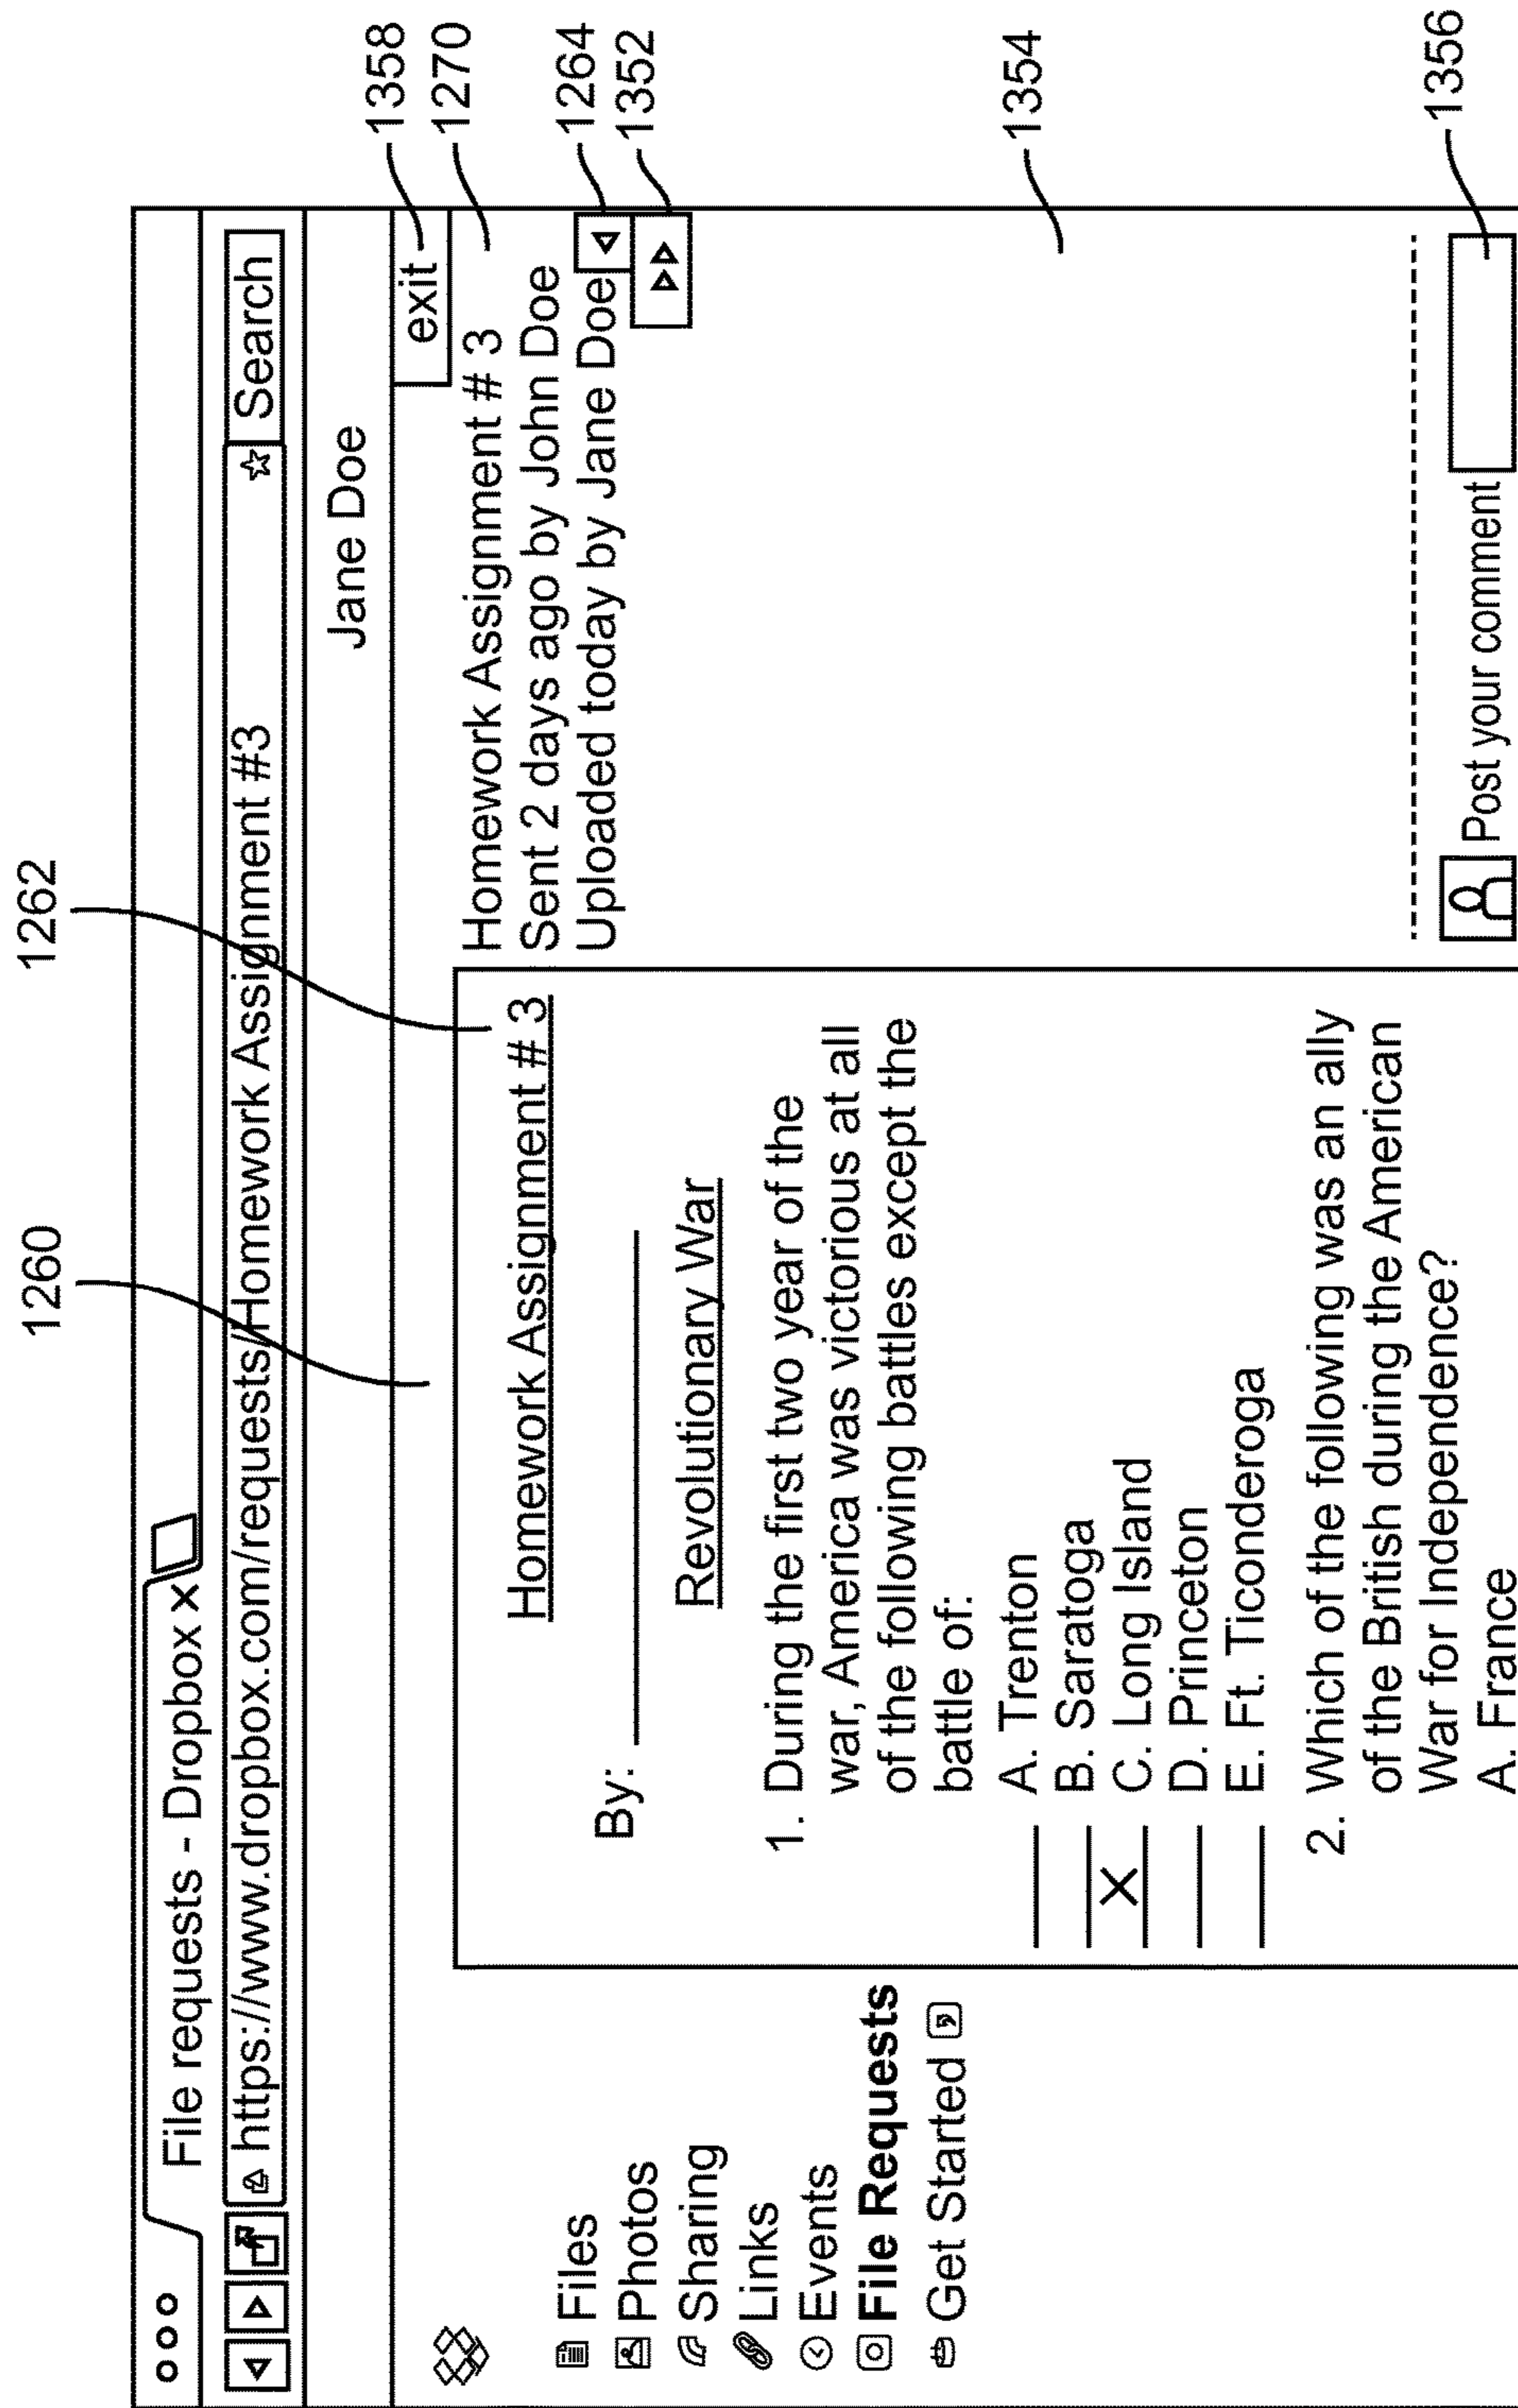 1260
1262
File requests - Dropbox x
https://www.dropbox.com/requests/Homework Assignment #3
Search
Jane Doe
exit
1358
1270
Files
Photos
Sharing
Links
Events
File Requests
Get Started
Homework Assignment # 3
By:
Revolutionary War
1. During the first two year of the
war, America was victorious at all
of the following battles except the
battle of:
A. Trenton
B. Saratoga
X C. Long Island
D. Princeton
E. Ft. Ticonderoga
2. Which of the following was an ally
of the British during the American
War for Independence?
A. France
Homework Assignment # 3
Sent 2 days ago by John Doe
Uploaded today by Jane Doe
1264
1352
1354
Post your comment
1356